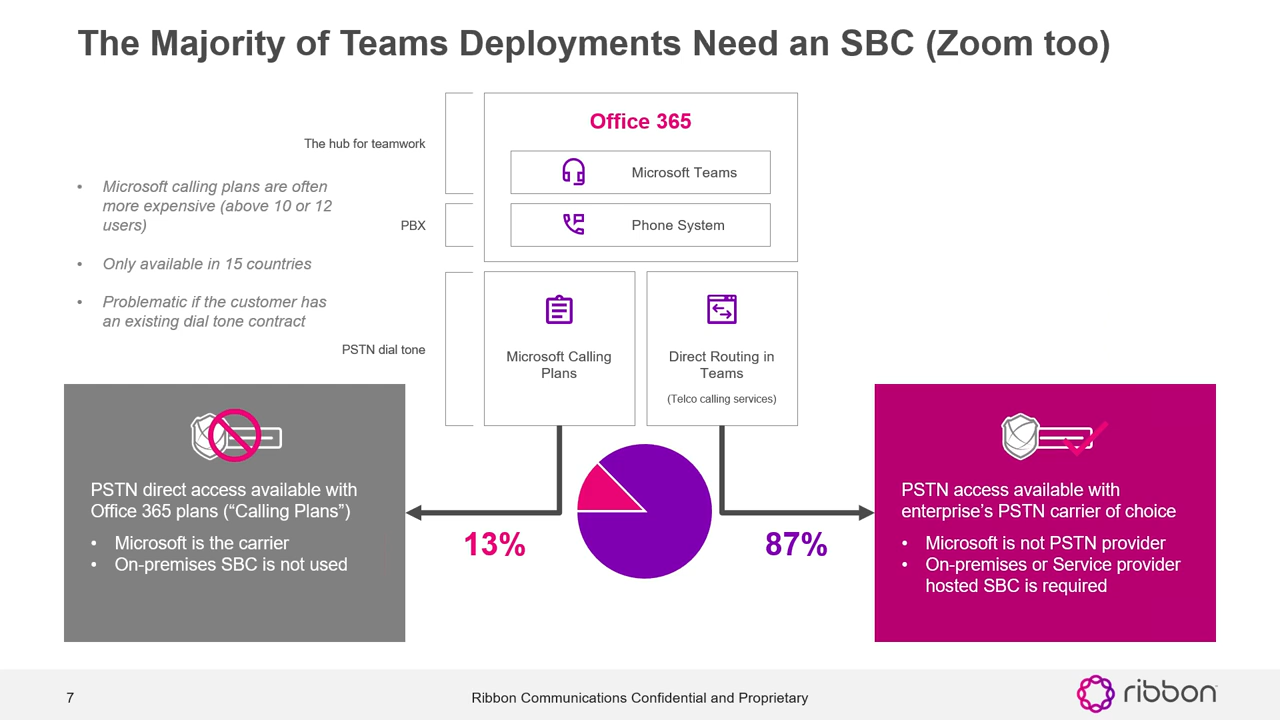 The Majority of Teams Deployments Need an SBC (Zoom too)
The hub for teamwork
Office 365
Microsoft Teams
• Microsoft calling plans are often
more expensive (above 10 or 12
users)
• Only available in 15 countries
• Problematic if the customer has
an existing dial tone contract
PBX
Phone System
PSTN dial tone
Microsoft Calling
Plans
Direct Routing in
Teams
(Telco calling services)
PSTN direct access available with
Office 365 plans (“Calling Plans”)
• Microsoft is the carrier
• On-premises SBC is not used
13%
87%
PSTN access available with
enterprise’s PSTN carrier of choice
• Microsoft is not PSTN provider
• On-premises or Service provider
hosted SBC is required
7
Ribbon Communications Confidential and Proprietary
ribbon